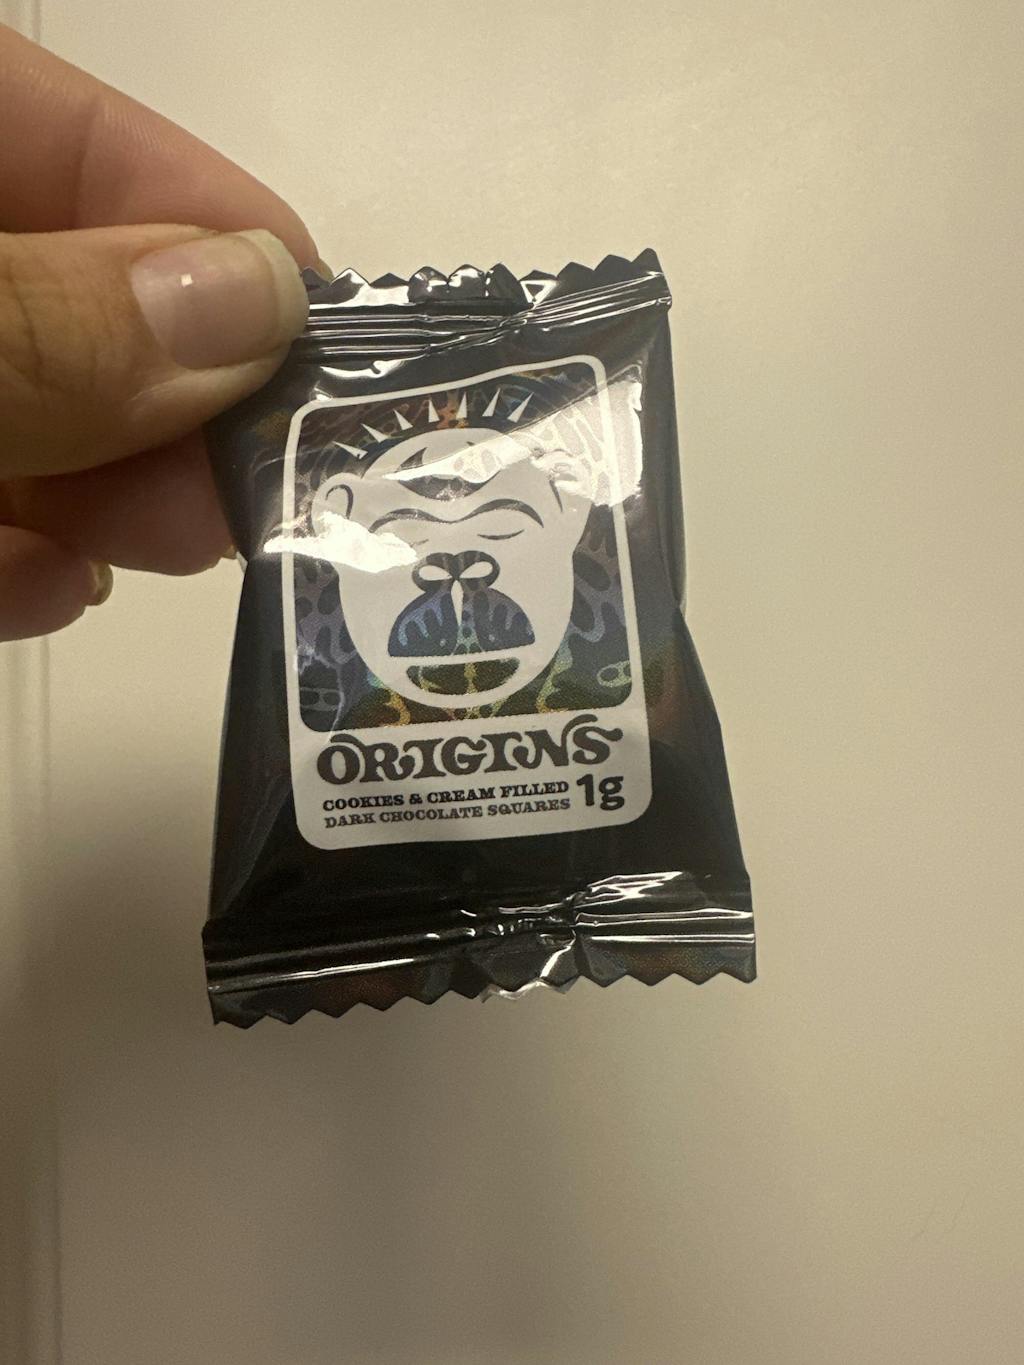 ORIGINS
COOKIES & CREAM FILLED 1g
DARK CHOCOLATE SQUARES